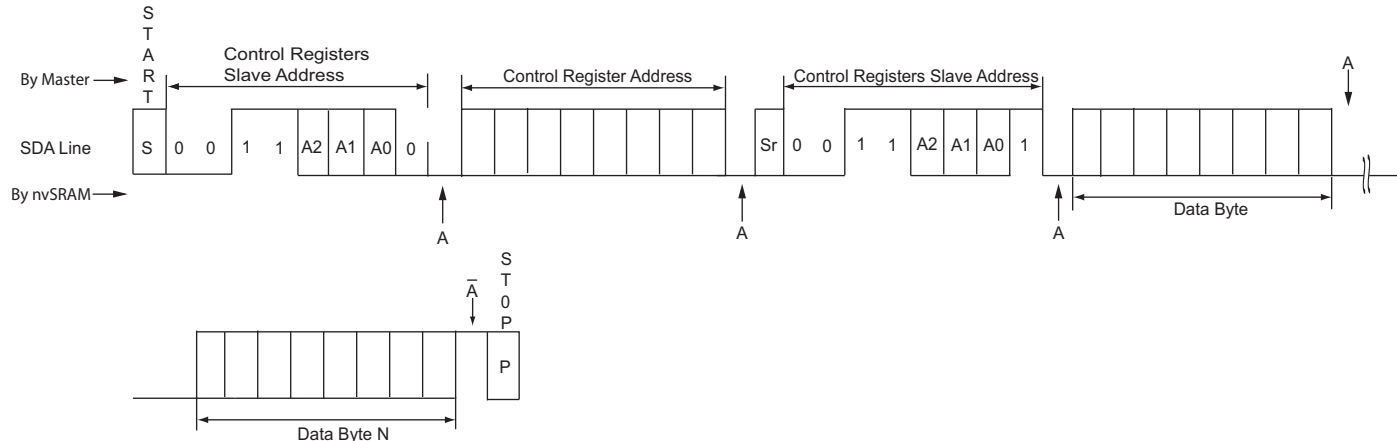 START
Control Registers
Slave Address
By Master
Control Register Address
Control Registers Slave Address
A
SDA Line
S 0 0 1 1 A2 A1 A0 0
Sr 0 0 1 1 A2 A1 A0 1
By nvSRAM
A
A
A
Data Byte
A̅
ST0P
P
Data Byte N